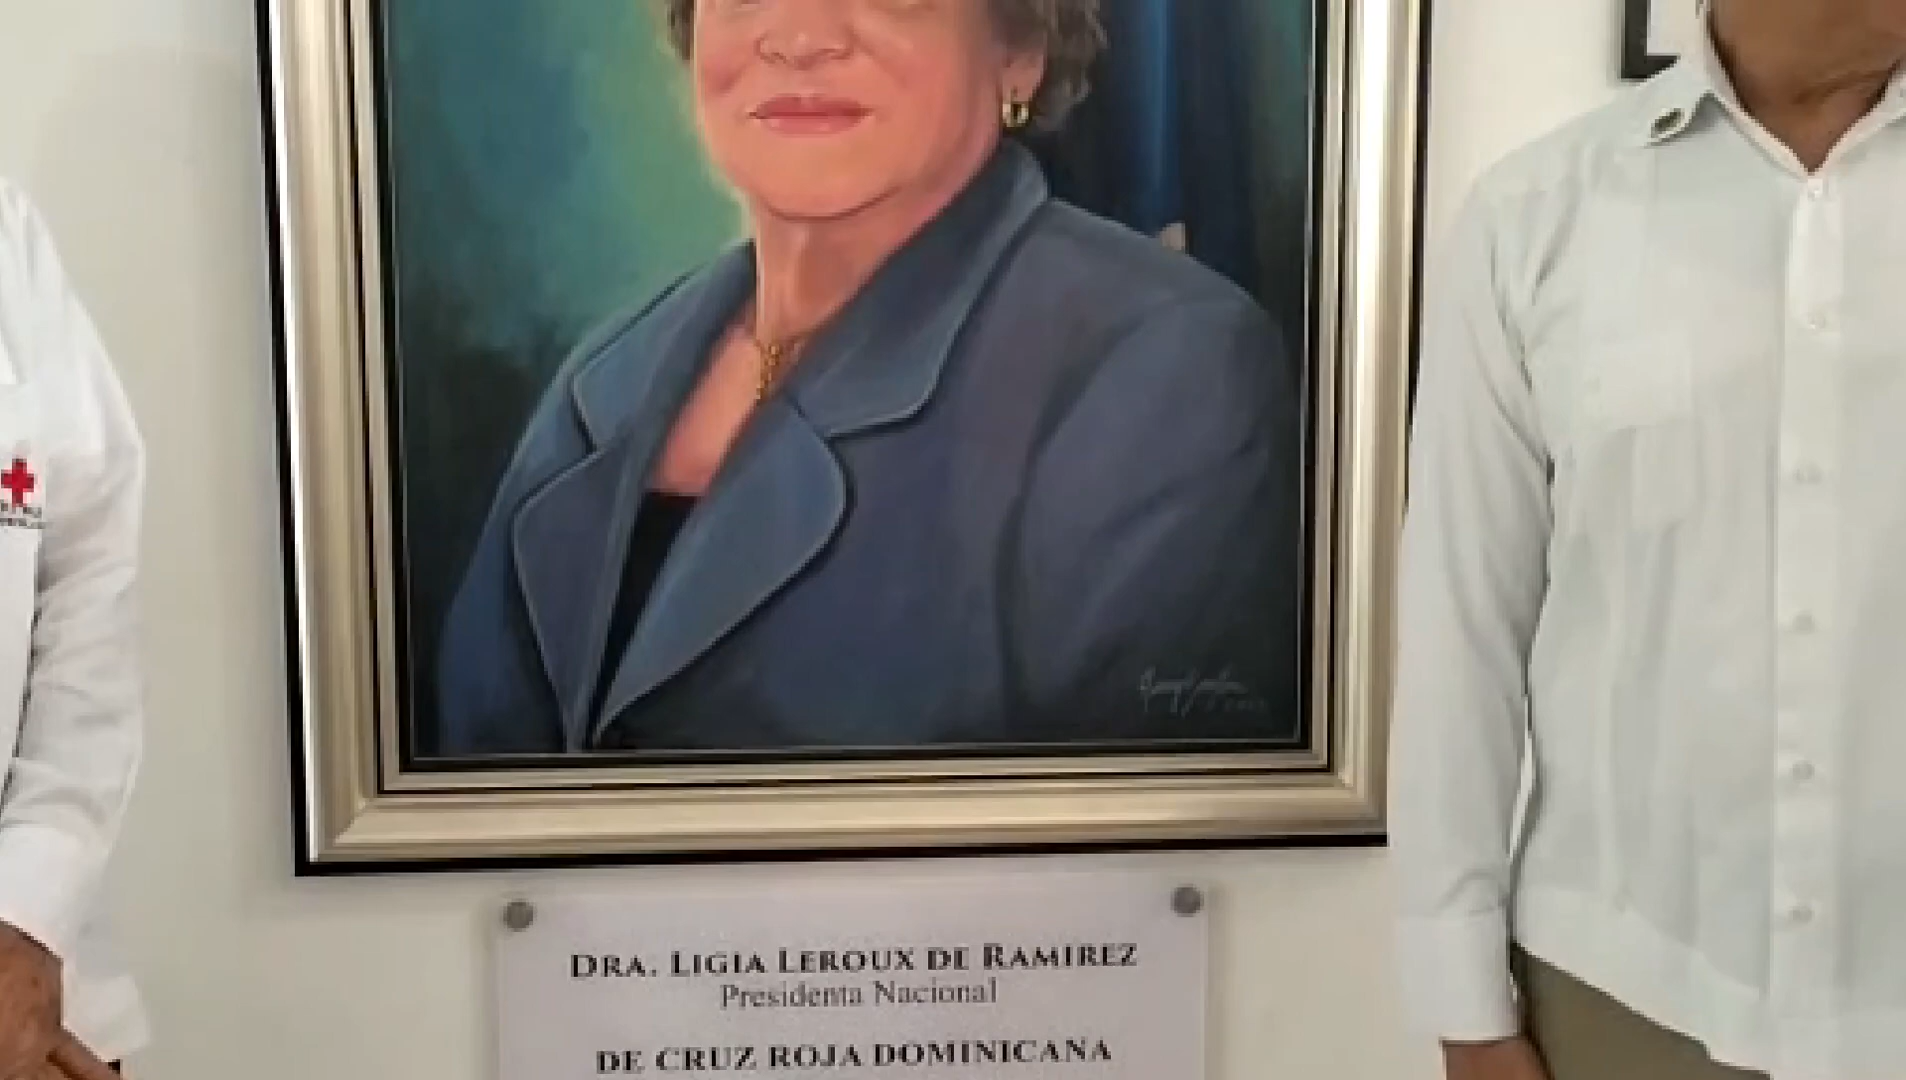 DRA. LIGIA LEROUX DE RAMIREZ
Presidenta Nacional
DE CRUZ ROJA DOMINICANA